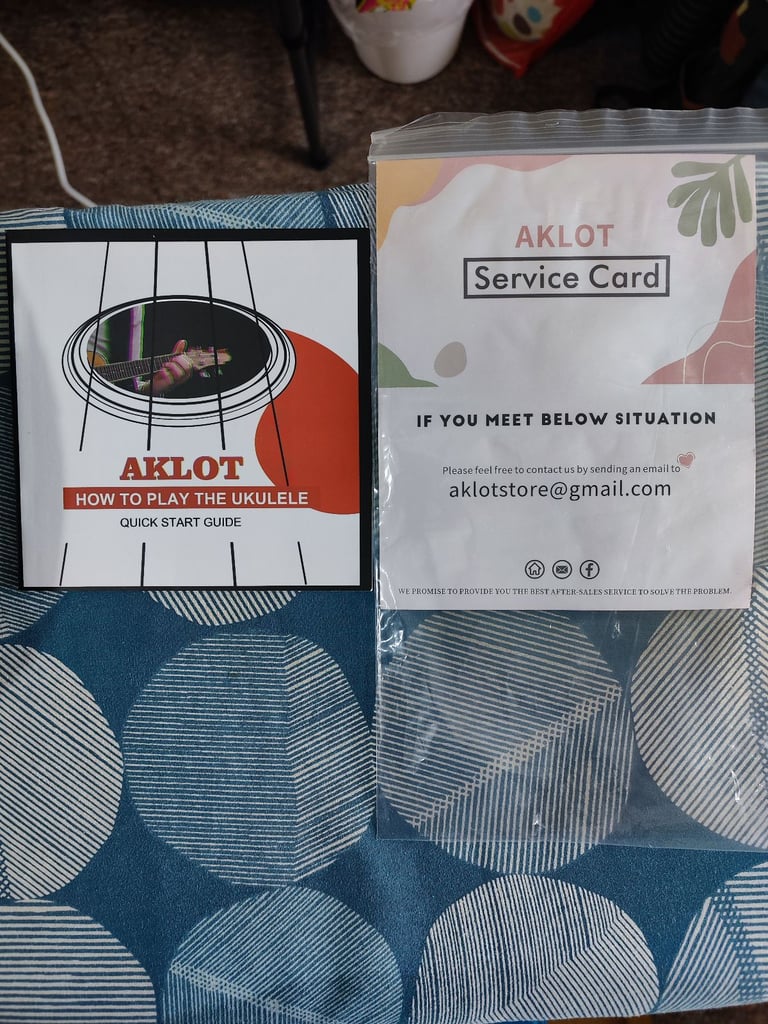 AKLOT
HOW TO PLAY THE UKULELE
QUICK START GUIDE
AKLOT
Service Card
IF YOU MEET BELOW SITUATION
Please feel free to contact us by sending an email to
aklotstore@gmail.com
WE PROMISE TO PROVIDE YOU THE BEST AFTER-SALES SERVICE TO SOLVE THE PROBLEM.